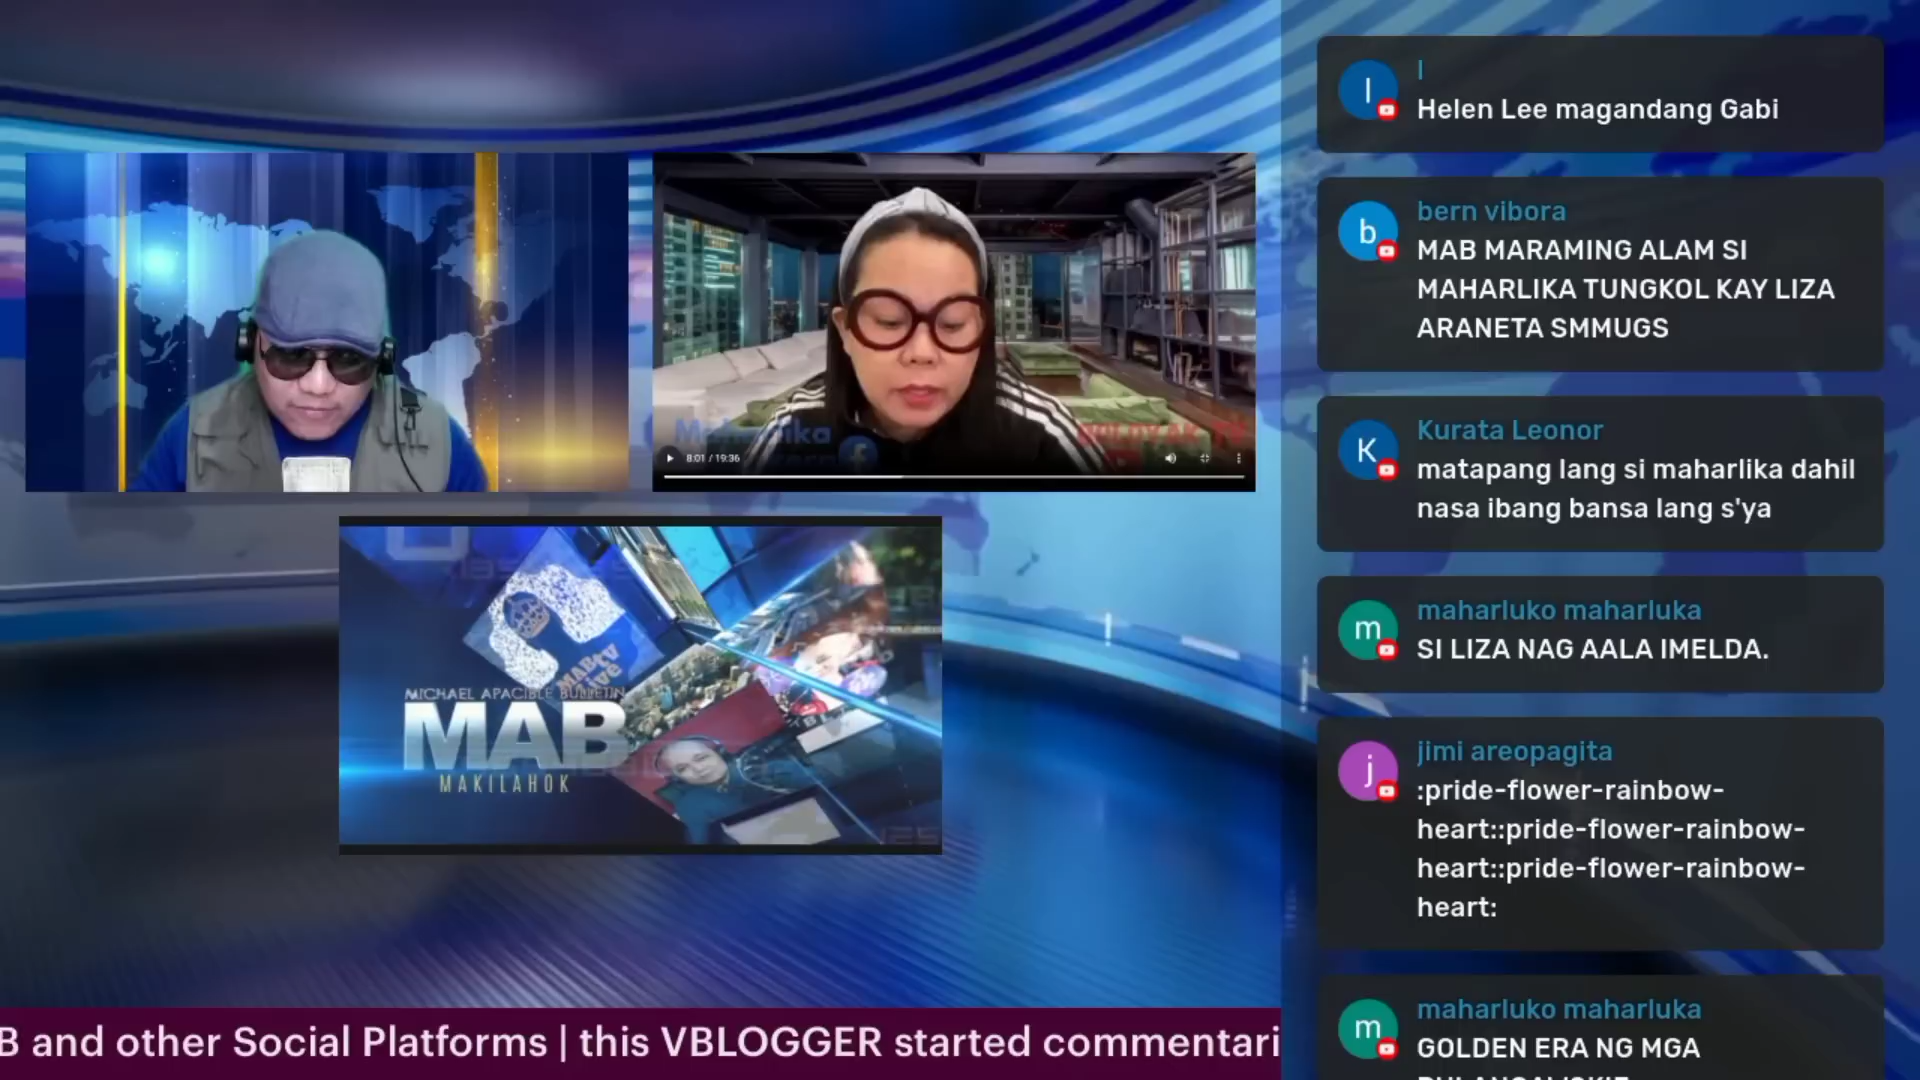 8:01 / 19:36
MICHAEL APACIBLE BULLETIN
MAB
MAKILAHOK
MABtv
live
B and other Social Platforms | this VBLOGGER started commentari
l
l
Helen Lee magandang Gabi
b
bern vibora
MAB MARAMING ALAM SI
MAHARLIKA TUNGKOL KAY LIZA
ARANETA SMMUGS
K
Kurata Leonor
matapang lang si maharlika dahil
nasa ibang bansa lang s'ya
m
maharluko maharluka
SI LIZA NAG AALA IMELDA.
j
jimi areopagita
:pride-flower-rainbow-
heart::pride-flower-rainbow-
heart::pride-flower-rainbow-
heart:
m
maharluko maharluka
GOLDEN ERA NG MGA